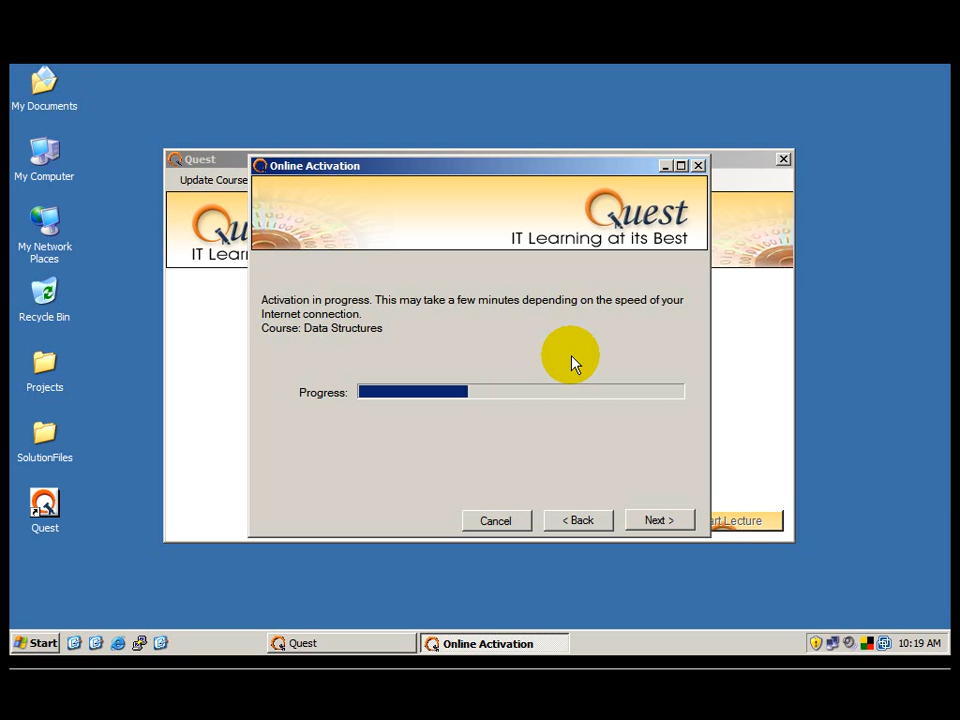 My Documents
My Computer
My Network
Places
Recycle Bin
Projects
SolutionFiles
Quest
Quest
Update Course
IT Lear
Online Activation
Quest
IT Learning at its Best
Activation in progress. This may take a few minutes depending on the speed of your
Internet connection.
Course: Data Structures
Progress:
Cancel
< Back
Next >
art Lecture
Start
Quest
Online Activation
10:19 AM